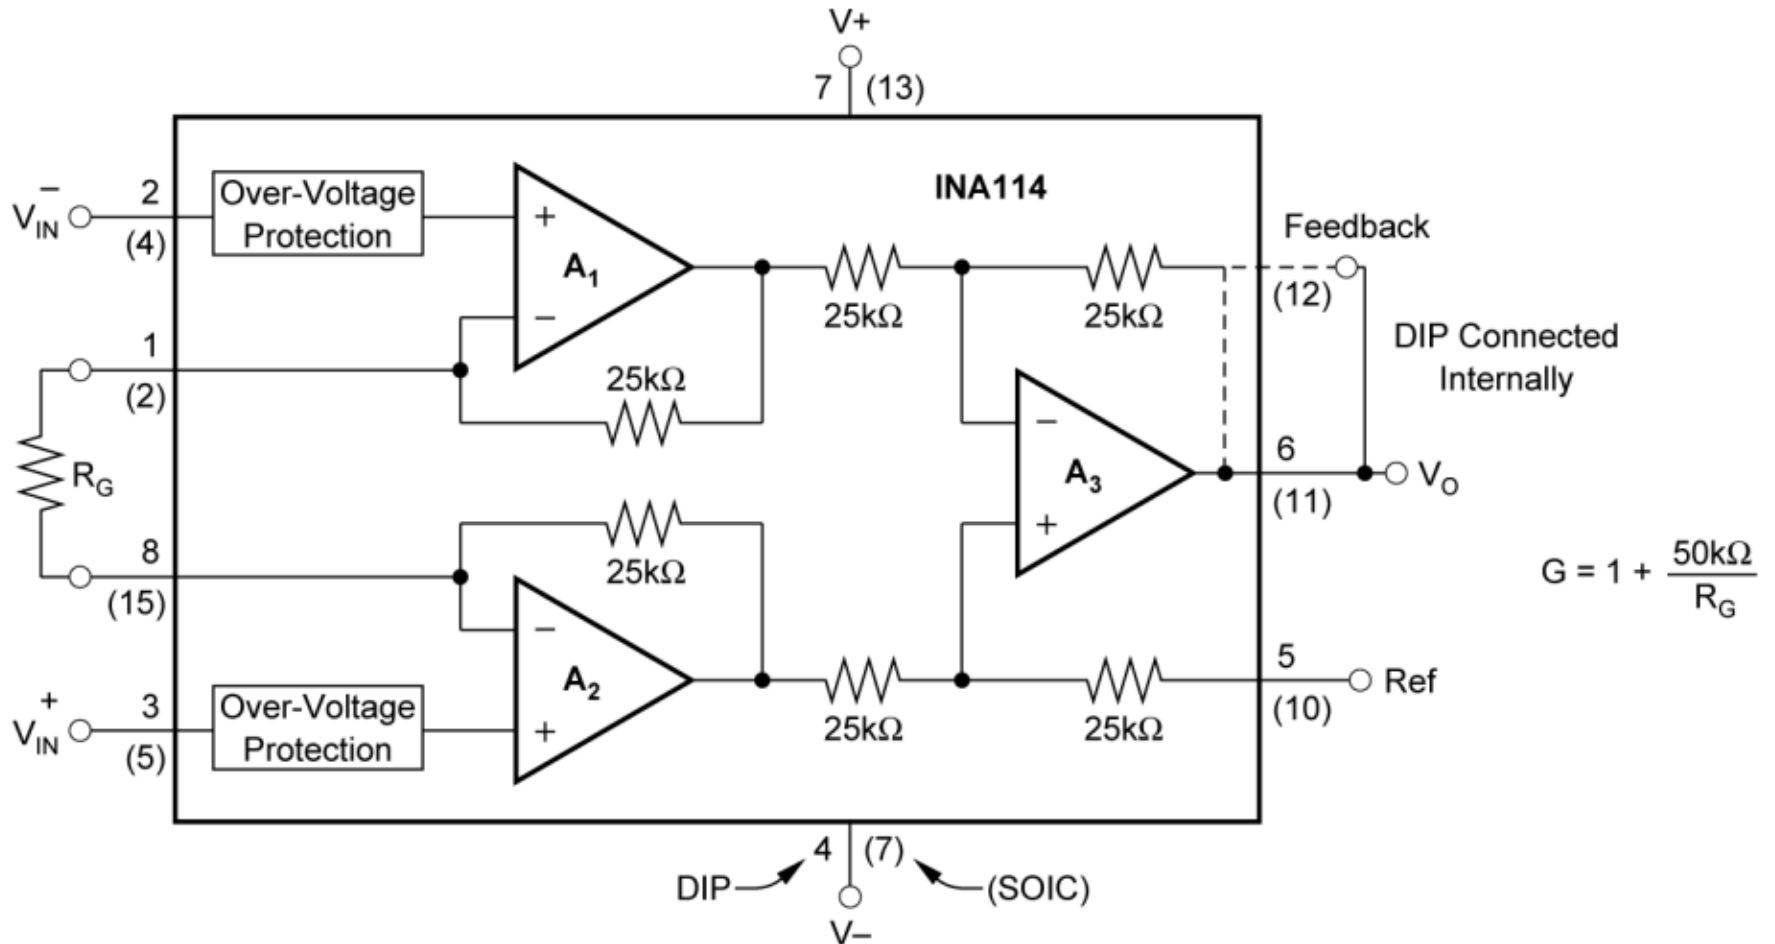 V+
7 (13)
INA114
V_IN^– 2 (4)
Over-Voltage
Protection
+
A₁
–
25kΩ
25kΩ
25kΩ
Feedback
(12)
DIP Connected
Internally
1
(2)
R_G
8
(15)
25kΩ
–
A₃
+
6
(11)
V_O
G = 1 + 50kΩ / R_G
–
A₂
+
25kΩ
25kΩ
5
(10)
Ref
V_IN^+ 3 (5)
Over-Voltage
Protection
4 (7)
DIP
(SOIC)
V–